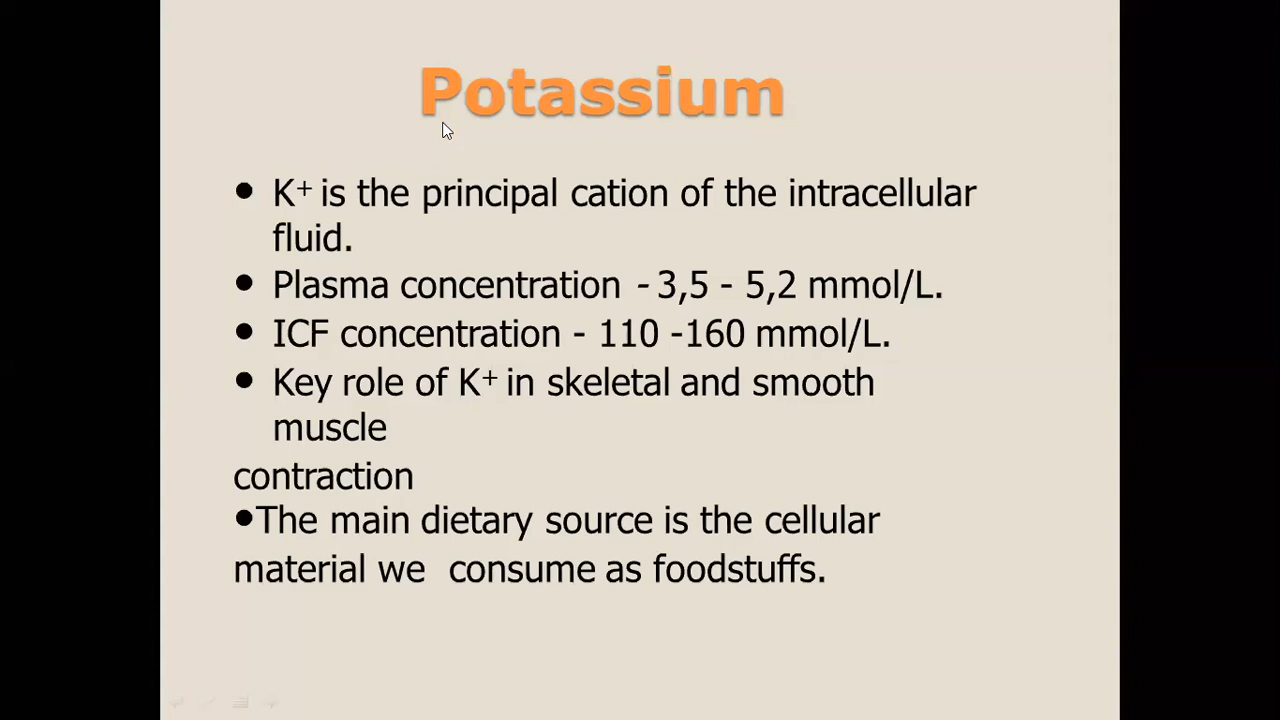 Potassium
• K⁺ is the principal cation of the intracellular
fluid.
• Plasma concentration - 3,5 - 5,2 mmol/L.
• ICF concentration - 110 -160 mmol/L.
• Key role of K⁺ in skeletal and smooth
muscle
contraction
•The main dietary source is the cellular
material we consume as foodstuffs.